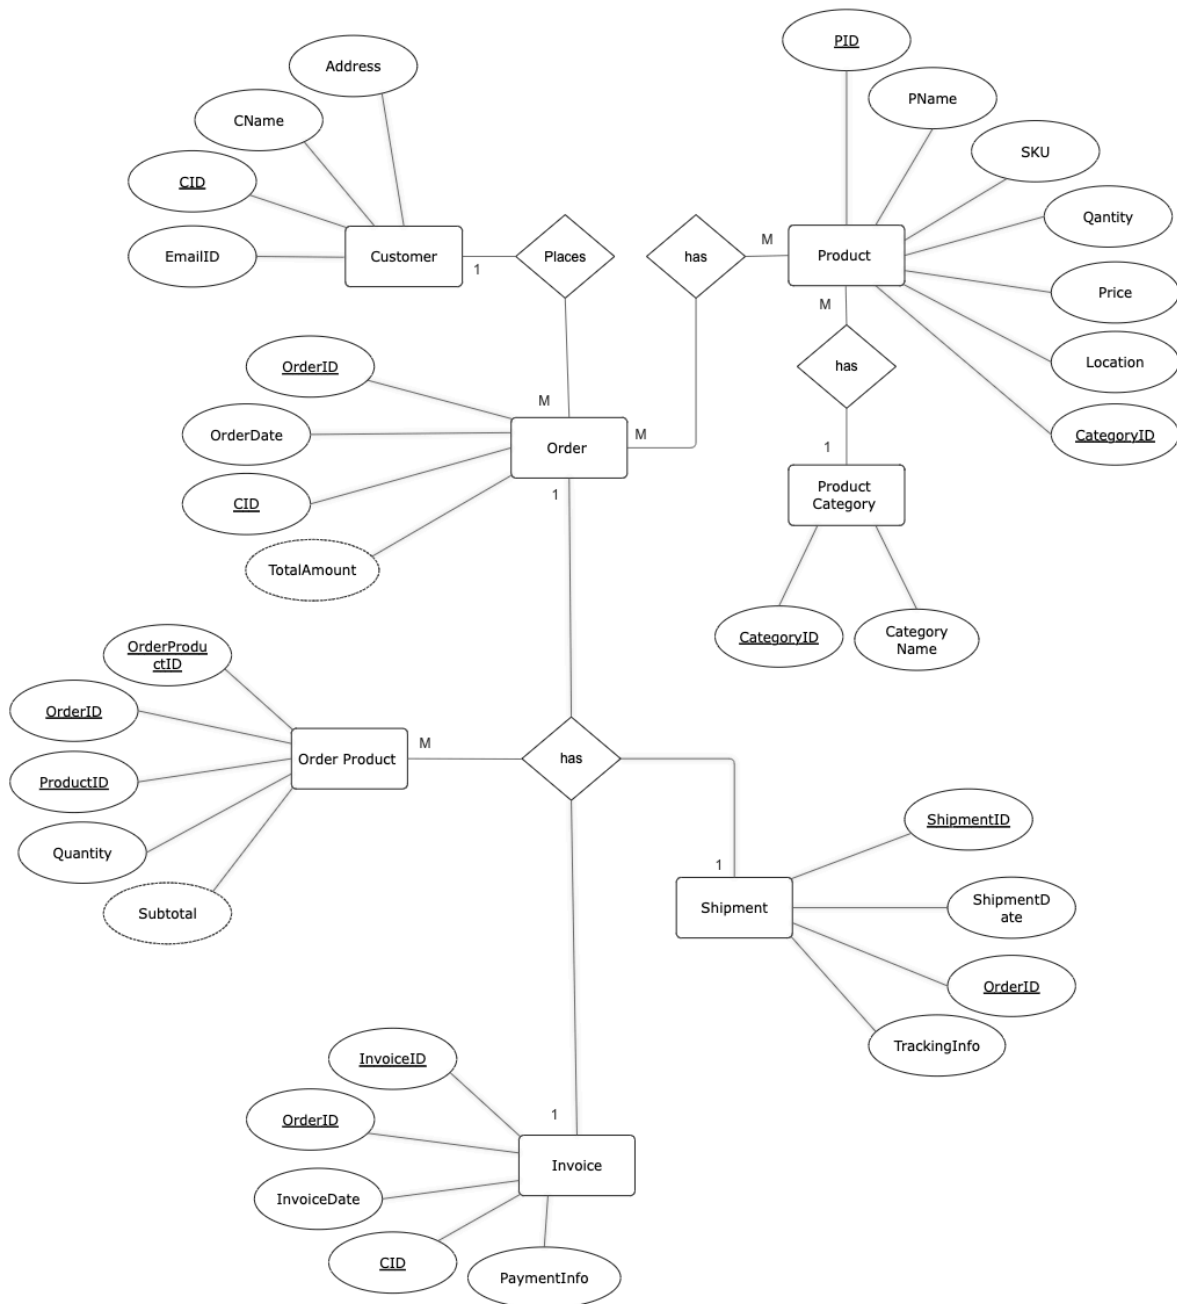 PID
Address
PName
CName
SKU
CID
Qantity
EmailID
Customer
1
Places
has
M
Product
Price
M
OrderID
has
Location
M
OrderDate
Order
M
1
CategoryID
CID
1
Product
Category
TotalAmount
CategoryID
Category
Name
OrderProdu
ctID
OrderID
Order Product
M
has
ProductID
Quantity
ShipmentID
1
Subtotal
Shipment
ShipmentD
ate
OrderID
TrackingInfo
InvoiceID
OrderID
1
Invoice
InvoiceDate
CID
PaymentInfo